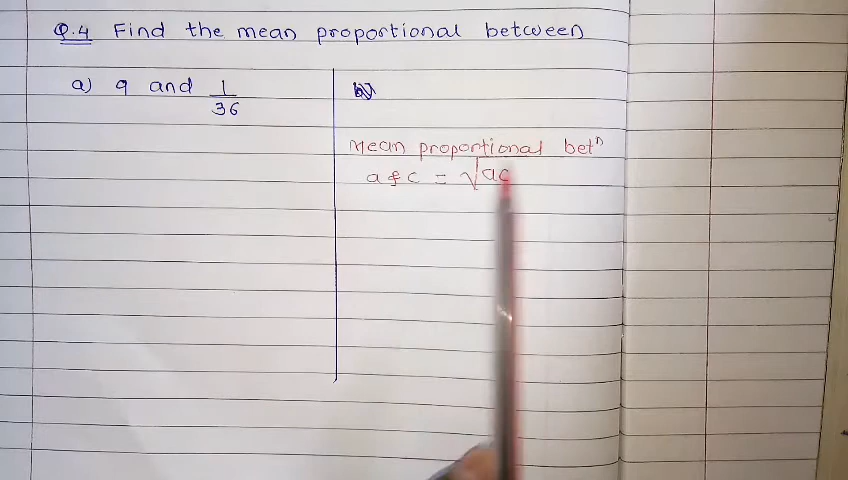 Q.4 Find the mean proportional between
a) 9 and 1/36
Mean proportional betⁿ
a & c = √ac